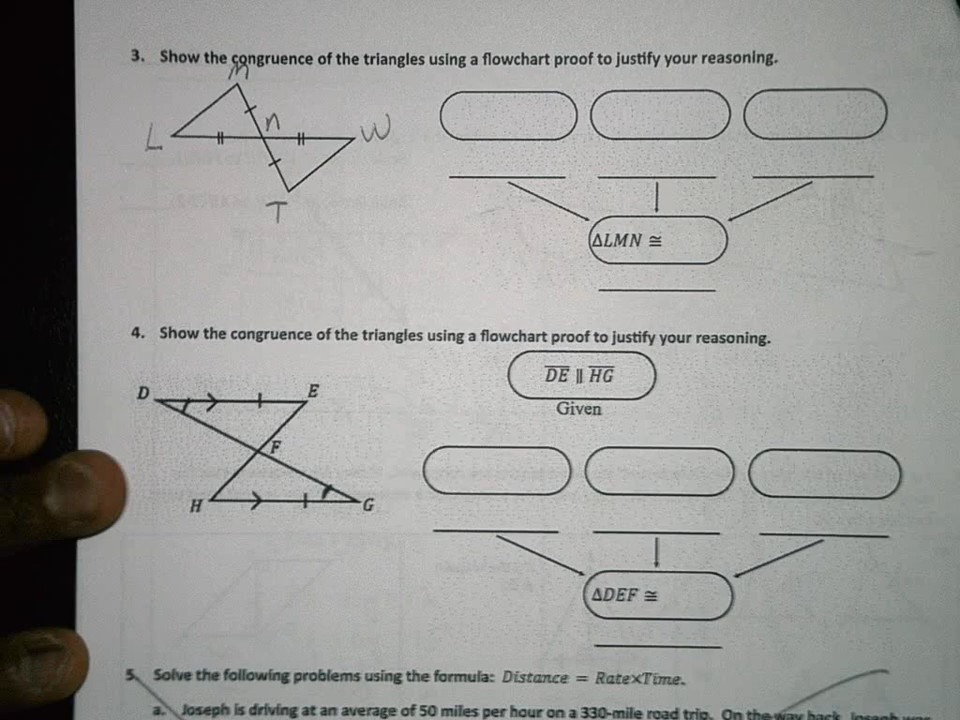 3. Show the congruence of the triangles using a flowchart proof to justify your reasoning.
M
L
n
W
T
ΔLMN ≅
4. Show the congruence of the triangles using a flowchart proof to justify your reasoning.
DE ∥ HG
Given
D
E
F
H
G
ΔDEF ≅
5. Solve the following problems using the formula: Distance = Rate×Time.
a. Joseph is driving at an average of 50 miles per hour on a 330-mile road trip. On the way back, Joseph